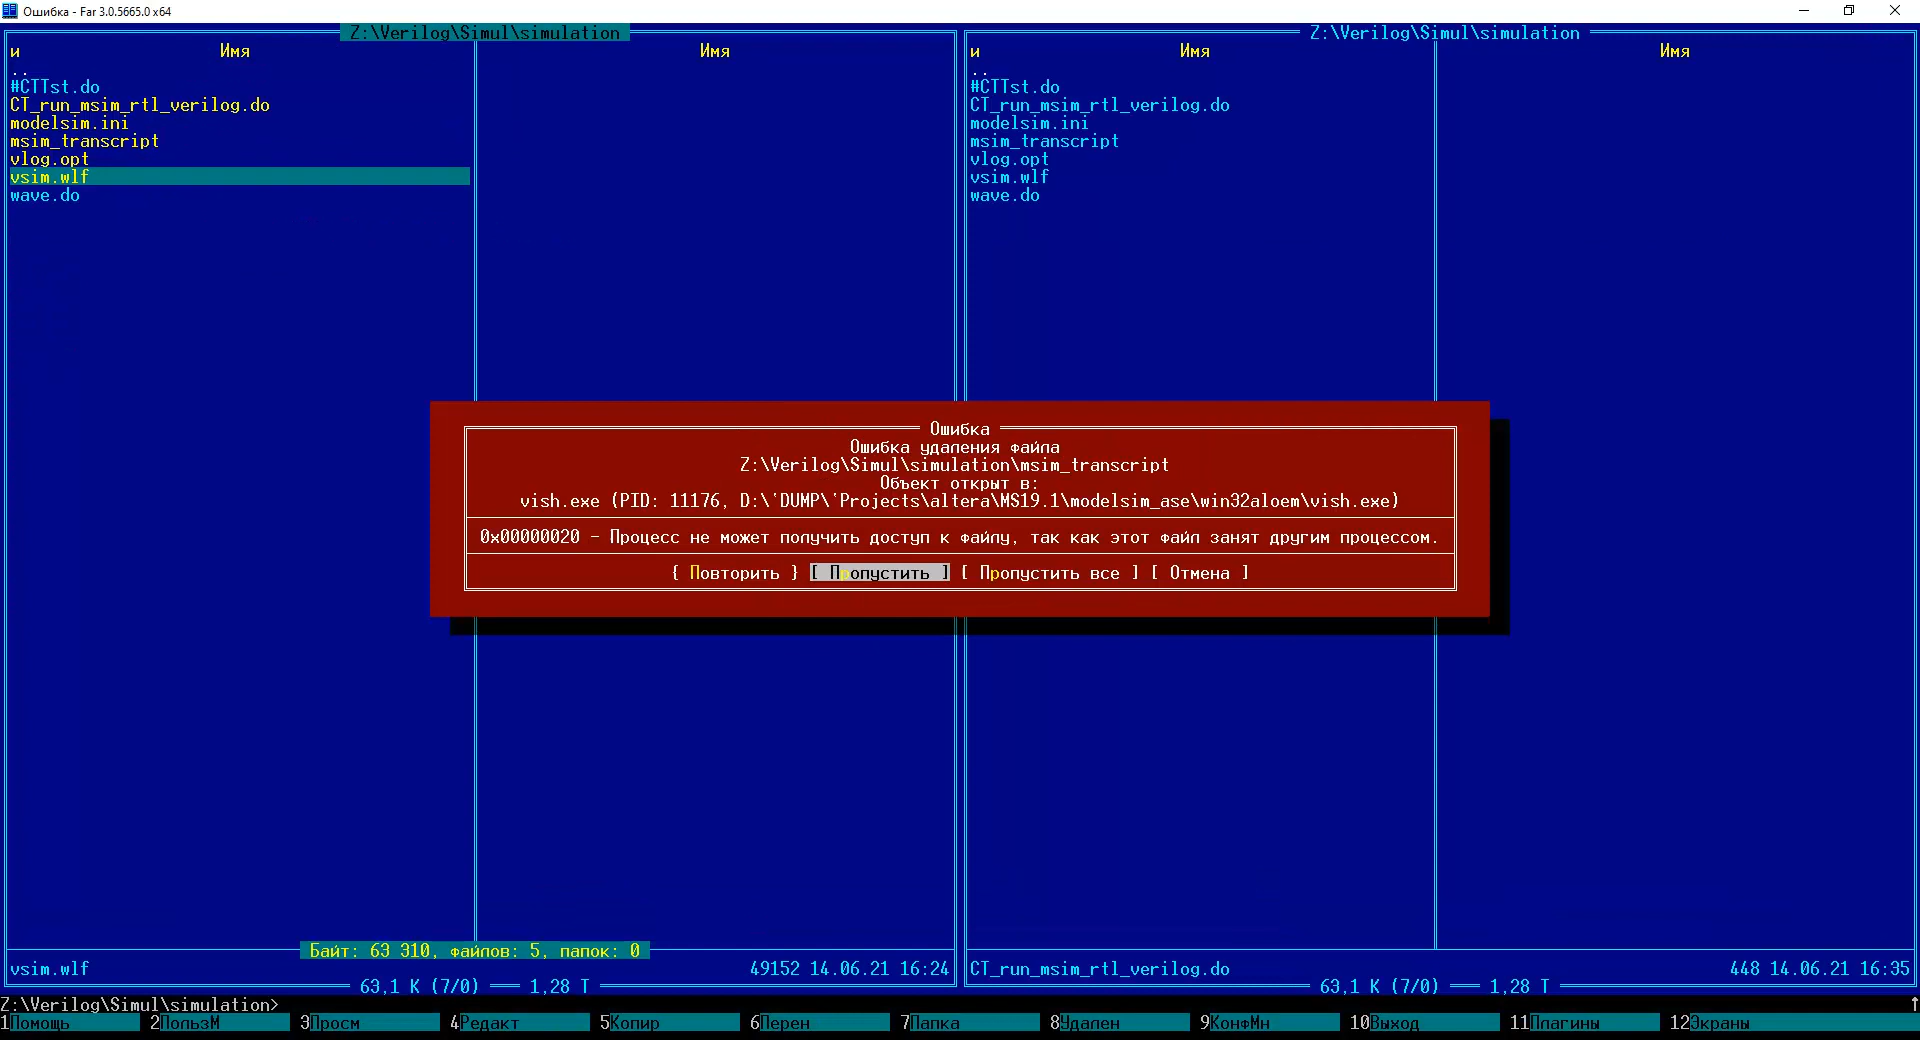 Ошибка - Far 3.0.5665.0 x64
Z:\Verilog\Simul\simulation
и Имя Имя
..
#CTTst.do
CT_run_msim_rtl_verilog.do
modelsim.ini
msim_transcript
vlog.opt
vsim.wlf
wave.do
Z:\Verilog\Simul\simulation
и Имя Имя
..
#CTTst.do
CT_run_msim_rtl_verilog.do
modelsim.ini
msim_transcript
vlog.opt
vsim.wlf
wave.do
Ошибка
Ошибка удаления файла
Z:\Verilog\Simul\simulation\msim_transcript
Объект открыт в:
vish.exe (PID: 11176, D:\`DUMP\`Projects\altera\MS19.1\modelsim_ase\win32aloem\vish.exe)
0x00000020 - Процесс не может получить доступ к файлу, так как этот файл занят другим процессом.
{ Повторить } [ Пропустить ] [ Пропустить все ] [ Отмена ]
Байт: 63 310, файлов: 5, папок: 0
vsim.wlf 49152 14.06.21 16:24
63,1 K (7/0) 1,28 T
CT_run_msim_rtl_verilog.do 448 14.06.21 16:35
63,1 K (7/0) 1,28 T
Z:\Verilog\Simul\simulation>
1Помощь 2ПользМ 3Просм 4Редакт 5Копир 6Перен 7Папка 8Удален 9КонфМн 10Выход 11Плагины 12Экраны